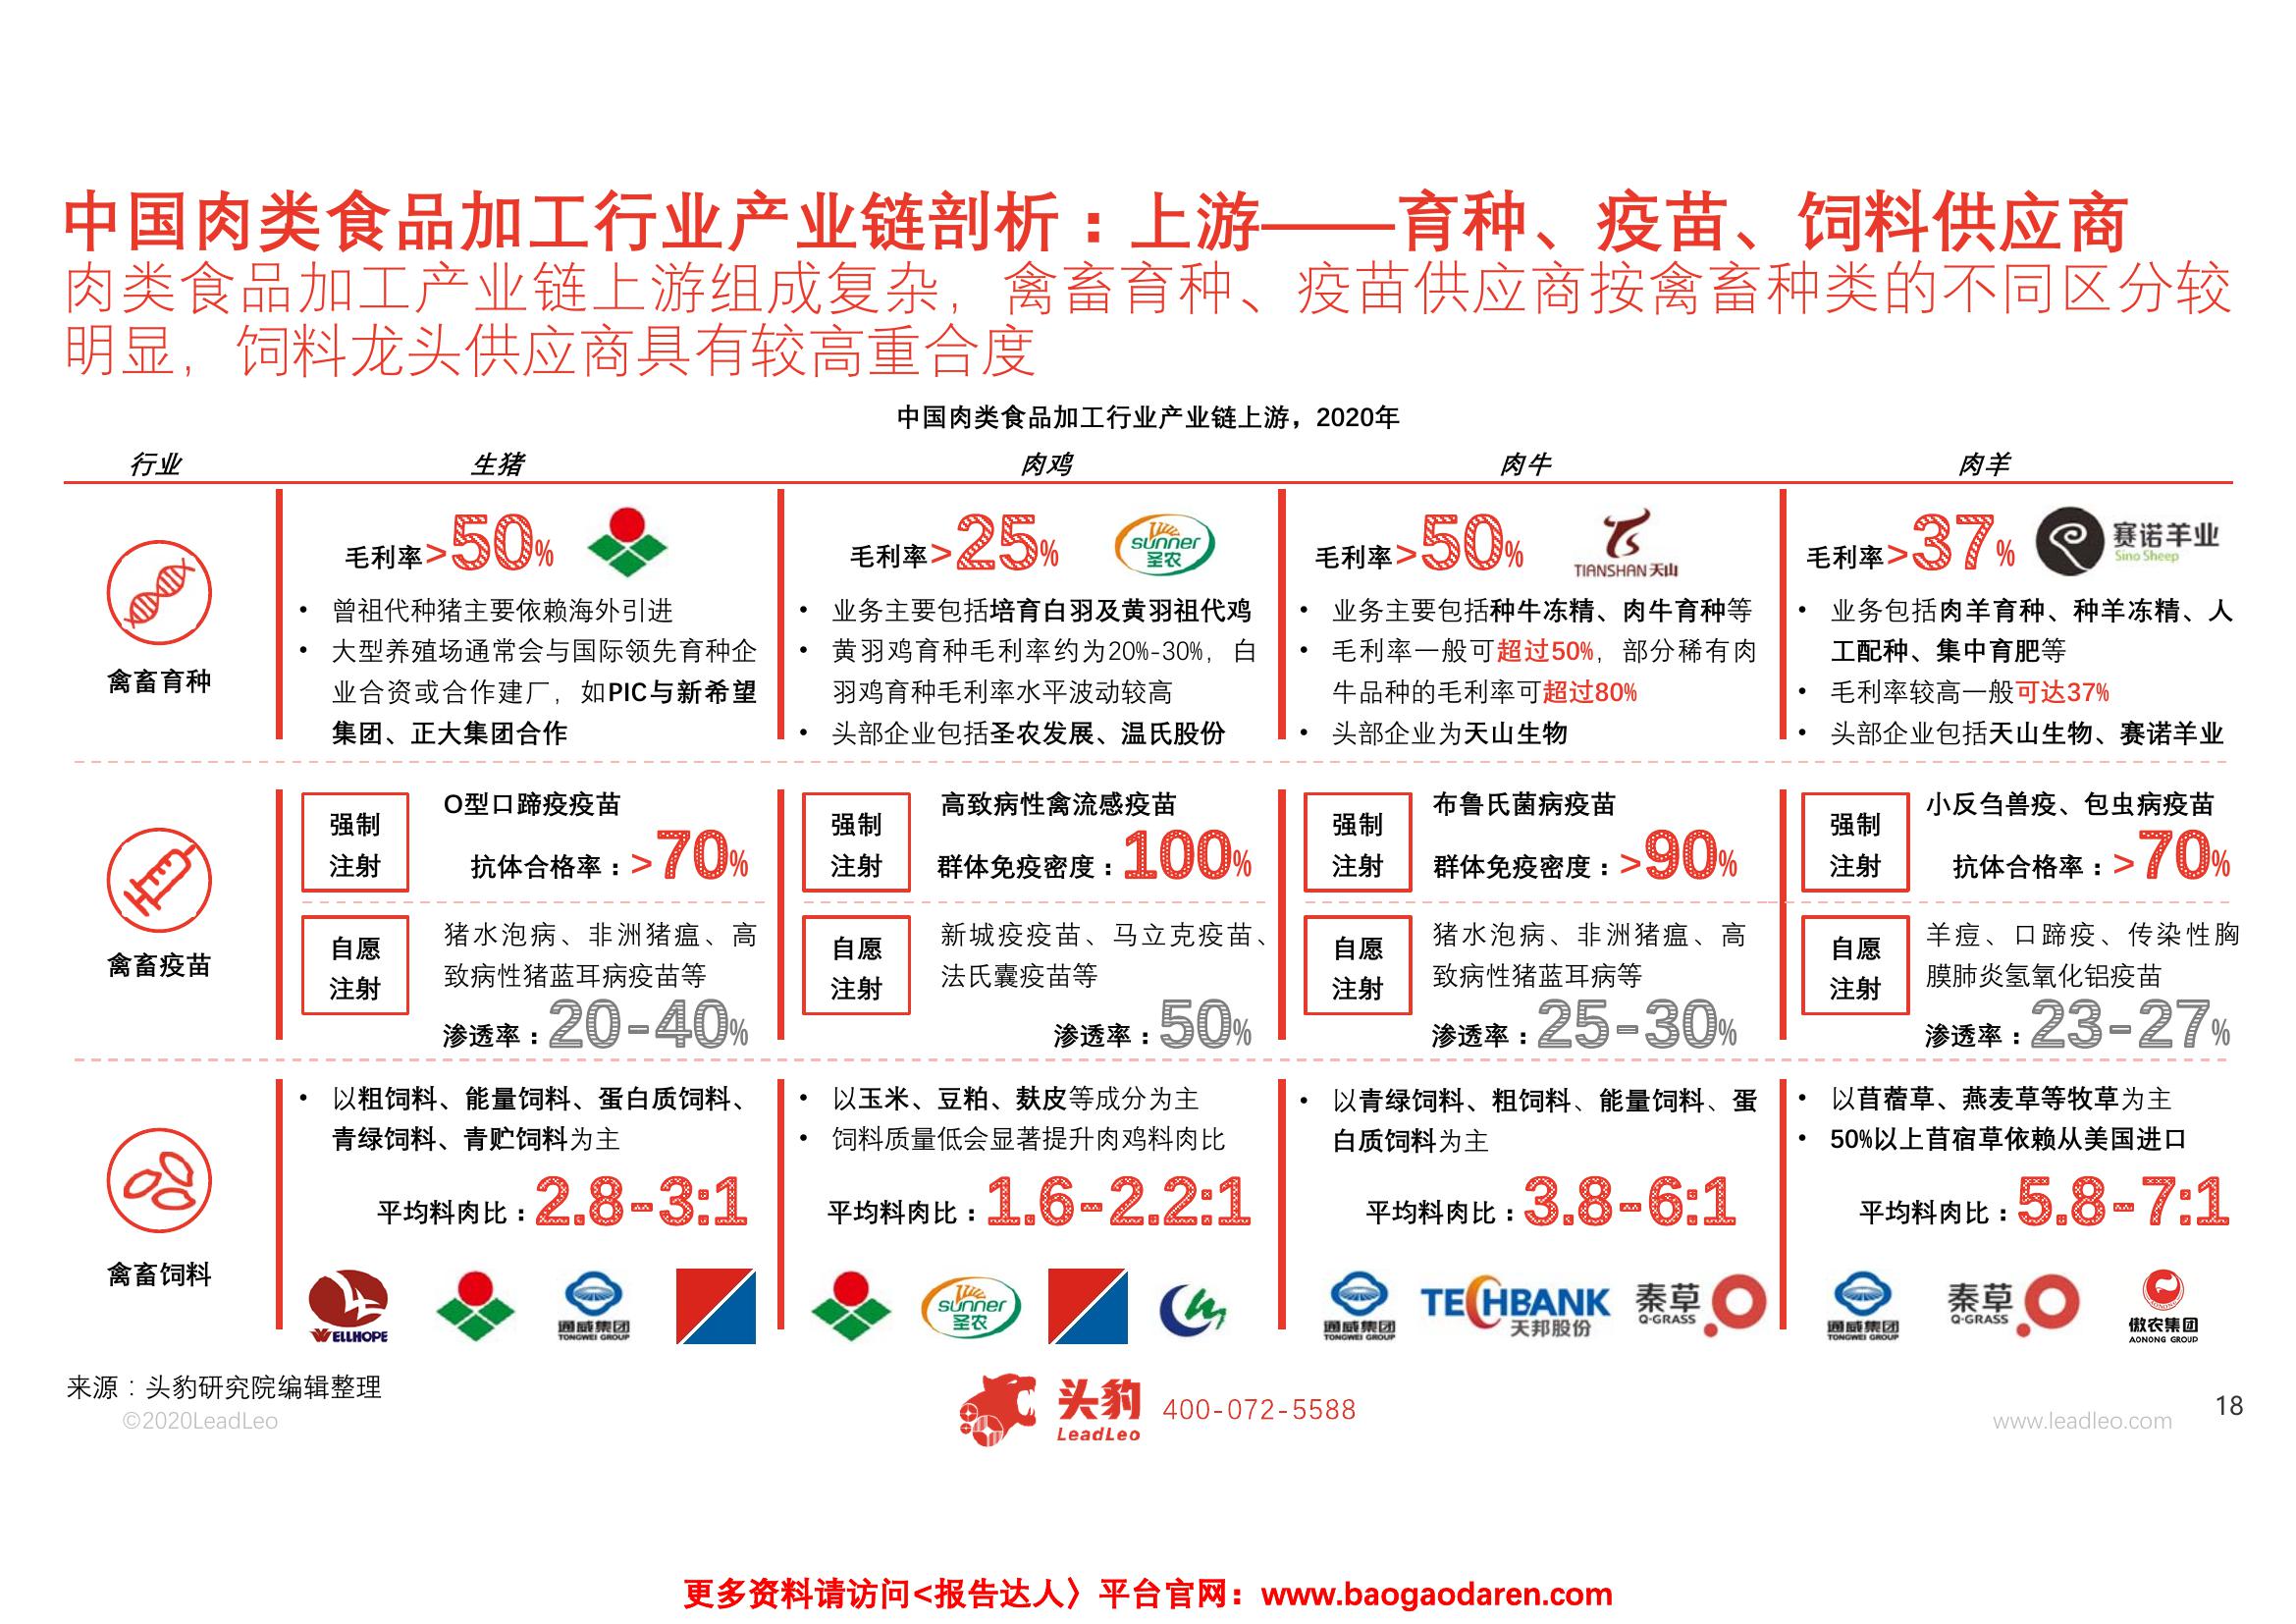 中国肉类食品加工行业产业链剖析：上游——育种、疫苗、饲料供应商
肉类食品加工产业链上游组成复杂，禽畜育种、疫苗供应商按禽畜种类的不同区分较
明显，饲料龙头供应商具有较高重合度
中国肉类食品加工行业产业链上游，2020年
行业 生猪 肉鸡 肉牛 肉羊
禽畜育种
毛利率>50%
• 曾祖代种猪主要依赖海外引进
• 大型养殖场通常会与国际领先育种企
业合资或合作建厂，如PIC与新希望
集团、正大集团合作
毛利率>25%
sunner
圣农
• 业务主要包括培育白羽及黄羽祖代鸡
• 黄羽鸡育种毛利率约为20%-30%，白
羽鸡育种毛利率水平波动较高
• 头部企业包括圣农发展、温氏股份
毛利率>50%
TIANSHAN 天山
• 业务主要包括种牛冻精、肉牛育种等
• 毛利率一般可超过50%，部分稀有肉
牛品种的毛利率可超过80%
• 头部企业为天山生物
毛利率>37%
赛诺羊业
Sino Sheep
• 业务包括肉羊育种、种羊冻精、人
工配种、集中育肥等
• 毛利率较高一般可达37%
• 头部企业包括天山生物、赛诺羊业
禽畜疫苗
强制
注射
O型口蹄疫疫苗
抗体合格率：>70%
自愿
注射
猪水泡病、非洲猪瘟、高
致病性猪蓝耳病疫苗等
渗透率：20-40%
强制
注射
高致病性禽流感疫苗
群体免疫密度：100%
自愿
注射
新城疫疫苗、马立克疫苗、
法氏囊疫苗等
渗透率：50%
强制
注射
布鲁氏菌病疫苗
群体免疫密度：>90%
自愿
注射
猪水泡病、非洲猪瘟、高
致病性猪蓝耳病等
渗透率：25-30%
强制
注射
小反刍兽疫、包虫病疫苗
抗体合格率：>70%
自愿
注射
羊痘、口蹄疫、传染性胸
膜肺炎氢氧化铝疫苗
渗透率：23-27%
禽畜饲料
• 以粗饲料、能量饲料、蛋白质饲料、
青绿饲料、青贮饲料为主
平均料肉比：2.8-3:1
WELLHOPE
通威集团
TONGWEI GROUP
• 以玉米、豆粕、麸皮等成分为主
• 饲料质量低会显著提升肉鸡料肉比
平均料肉比：1.6-2.2:1
sunner
圣农
• 以青绿饲料、粗饲料、能量饲料、蛋
白质饲料为主
平均料肉比：3.8-6:1
通威集团
TONGWEI GROUP
TECHBANK
天邦股份
秦草
Q-GRASS
• 以苜蓿草、燕麦草等牧草为主
• 50%以上苜宿草依赖从美国进口
平均料肉比：5.8-7:1
通威集团
TONGWEI GROUP
秦草
Q-GRASS
傲农集团
AONONG GROUP
来源：头豹研究院编辑整理
©2020LeadLeo
头豹
LeadLeo
400-072-5588
www.leadleo.com
18
更多资料请访问<报告达人〉平台官网：www.baogaodaren.com